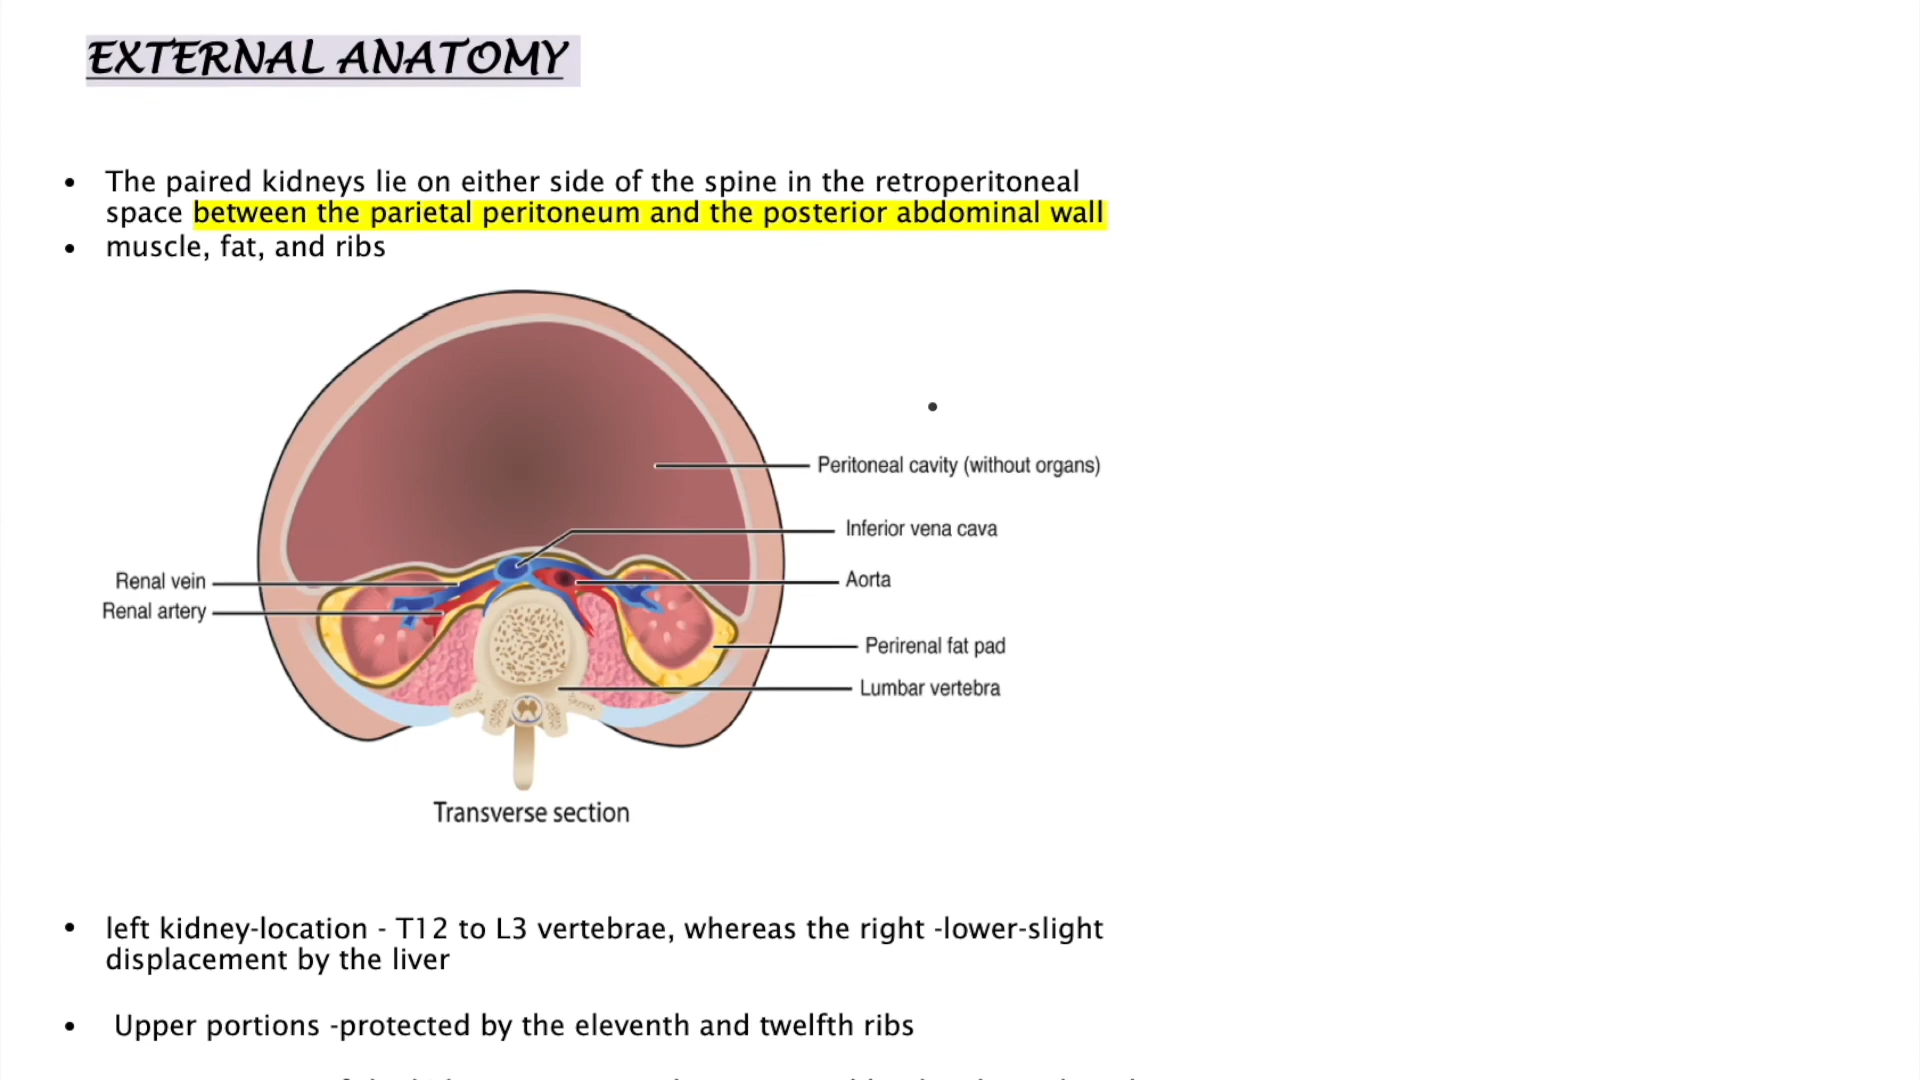 EXTERNAL ANATOMY
• The paired kidneys lie on either side of the spine in the retroperitoneal
space between the parietal peritoneum and the posterior abdominal wall
• muscle, fat, and ribs
•
Peritoneal cavity (without organs)
Inferior vena cava
Renal vein
Aorta
Renal artery
Perirenal fat pad
Lumbar vertebra
Transverse section
• left kidney-location - T12 to L3 vertebrae, whereas the right -lower-slight
displacement by the liver
• Upper portions -protected by the eleventh and twelfth ribs